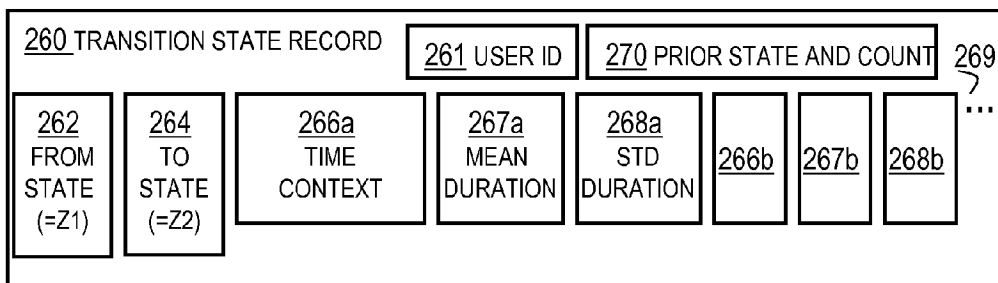 260 TRANSITION STATE RECORD
261 USER ID
270 PRIOR STATE AND COUNT
269
...
262
FROM
STATE
(=Z1)
264
TO
STATE
(=Z2)
266a
TIME
CONTEXT
267a
MEAN
DURATION
268a
STD
DURATION
266b
267b
268b